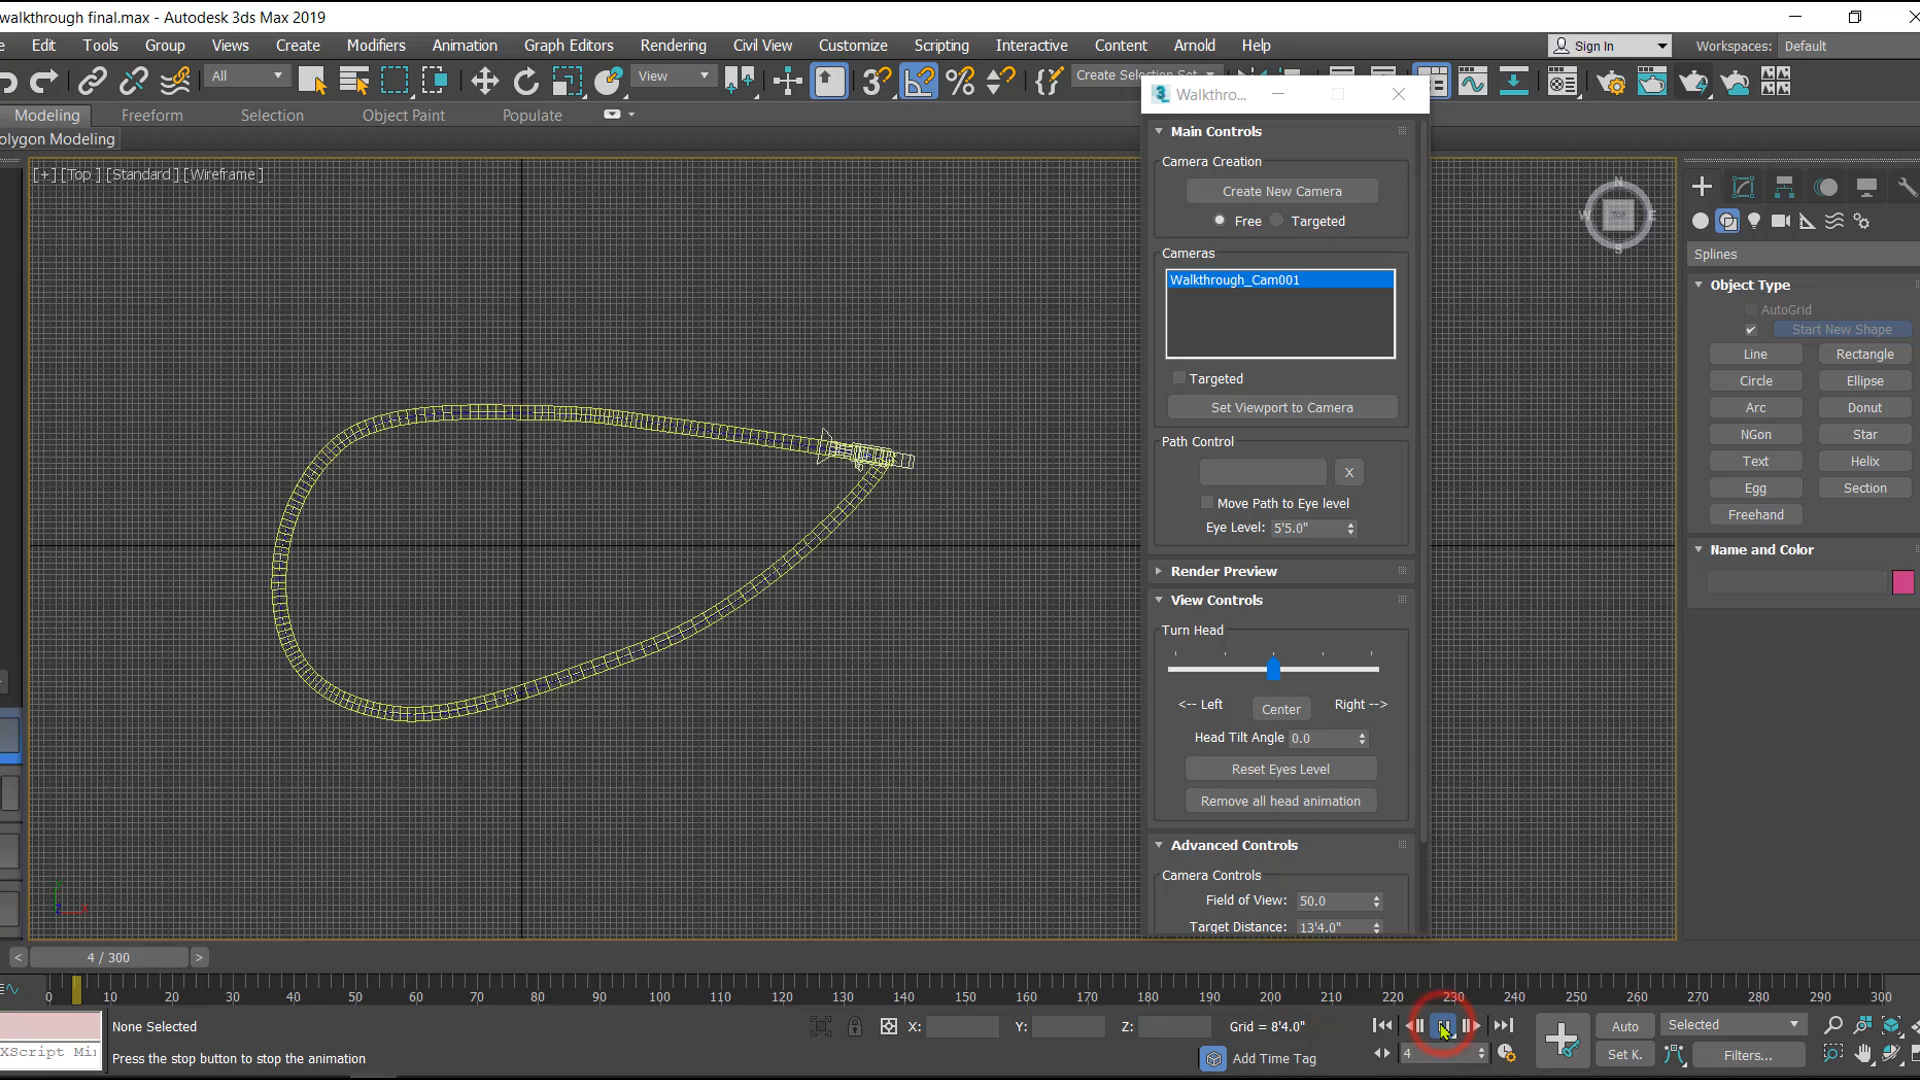 walkthrough final.max - Autodesk 3ds Max 2019
Edit Tools Group Views Create Modifiers Animation Graph Editors Rendering Civil View Customize Scripting Interactive Content Arnold Help
Sign In
Workspaces: Default
All
View
Create Selection Set
Modeling Freeform Selection Object Paint Populate
olygon Modeling
[+] [Top ] [Standard ] [Wireframe ]
Walkthro...
Main Controls
Camera Creation
Create New Camera
Free Targeted
Cameras
Walkthrough_Cam001
Targeted
Set Viewport to Camera
Path Control
X
Move Path to Eye level
Eye Level: 5'5.0"
Render Preview
View Controls
Turn Head
<-- Left Center Right -->
Head Tilt Angle 0.0
Reset Eyes Level
Remove all head animation
Advanced Controls
Camera Controls
Field of View: 50.0
Target Distance: 13'4.0"
N
W TOP E
S
Splines
Object Type
AutoGrid
Start New Shape
Line Rectangle
Circle Ellipse
Arc Donut
NGon Star
Text Helix
Egg Section
Freehand
Name and Color
< 4 / 300 >
0 10 20 30 40 50 60 70 80 90 100 110 120 130 140 150 160 170 180 190 200 210 220 230 240 250 260 270 280 290 300
None Selected
X: Y: Z: Grid = 8'4.0"
Auto Selected
XScript Mi
Press the stop button to stop the animation
Add Time Tag
4
Set K. Filters...